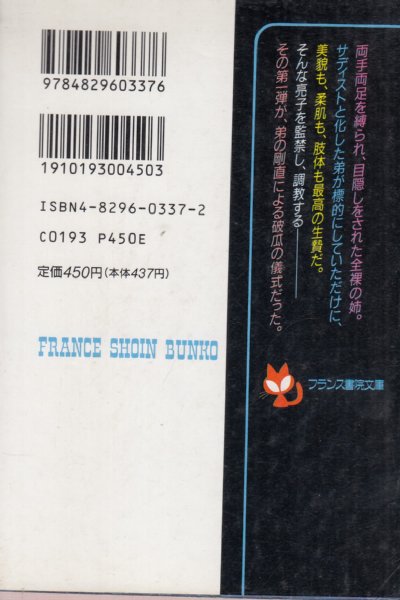 両手両足を縛られ、目隠しをされた全裸の姉。
サディストと化した弟が標的にしていただけに、
美貌も、柔肌も、肢体も最高の生贄だ。
そんな亮子を監禁し、調教する――
その第一弾が、弟の剛直による破瓜の儀式だった。
フランス書院文庫
9784829603376
1910193004503
ISBN4-8296-0337-2
C0193 P450E
定価450円(本体437円)
FRANCE SHOIN BUNKO